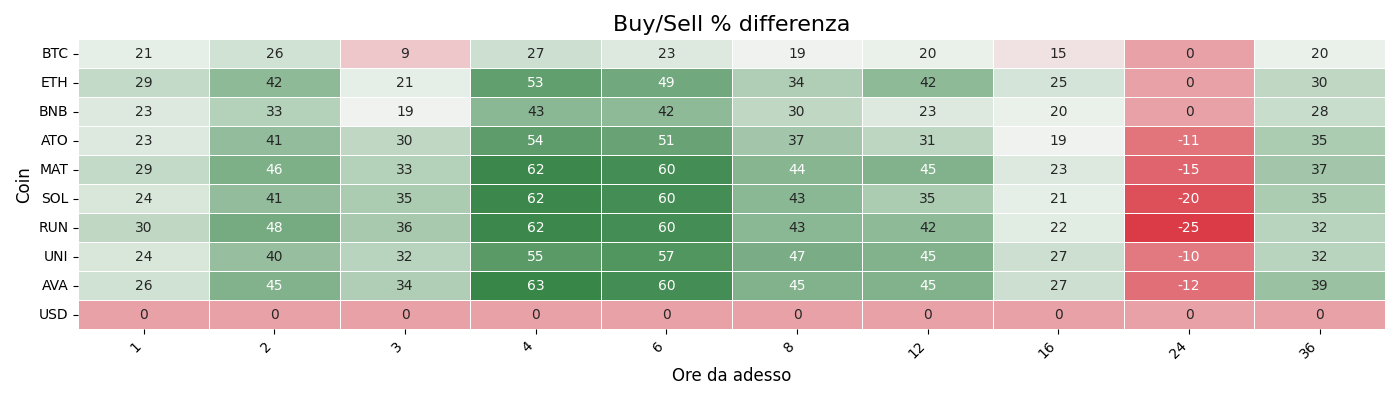 Buy/Sell % differenza
BTC 21 26 9 27 23 19 20 15 0 20
ETH 29 42 21 53 49 34 42 25 0 30
BNB 23 33 19 43 42 30 23 20 0 28
ATO 23 41 30 54 51 37 31 19 -11 35
MAT 29 46 33 62 60 44 45 23 -15 37
SOL 24 41 35 62 60 43 35 21 -20 35
RUN 30 48 36 62 60 43 42 22 -25 32
UNI 24 40 32 55 57 47 45 27 -10 32
AVA 26 45 34 63 60 45 45 27 -12 39
USD 0 0 0 0 0 0 0 0 0 0
Coin
1 2 3 4 6 8 12 16 24 36
Ore da adesso